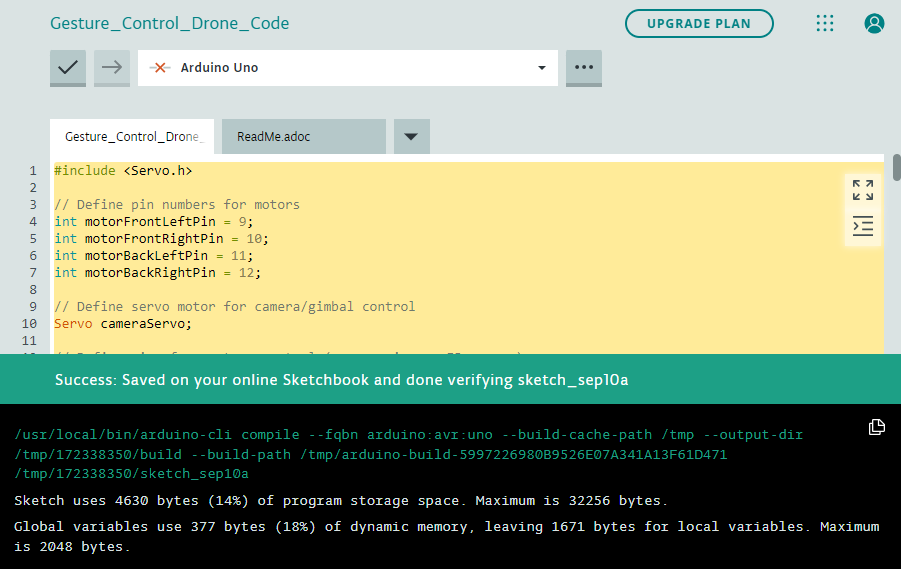 Gesture_Control_Drone_Code
UPGRADE PLAN
Arduino Uno
Gesture_Control_Drone_
ReadMe.adoc
1 #include <Servo.h>
2
3 // Define pin numbers for motors
4 int motorFrontLeftPin = 9;
5 int motorFrontRightPin = 10;
6 int motorBackLeftPin = 11;
7 int motorBackRightPin = 12;
8
9 // Define servo motor for camera/gimbal control
10 Servo cameraServo;
11
Success: Saved on your online Sketchbook and done verifying sketch_sep10a
/usr/local/bin/arduino-cli compile --fqbn arduino:avr:uno --build-cache-path /tmp --output-dir
/tmp/172338350/build --build-path /tmp/arduino-build-5997226980B9526E07A341A13F61D471
/tmp/172338350/sketch_sep10a
Sketch uses 4630 bytes (14%) of program storage space. Maximum is 32256 bytes.
Global variables use 377 bytes (18%) of dynamic memory, leaving 1671 bytes for local variables. Maximum
is 2048 bytes.